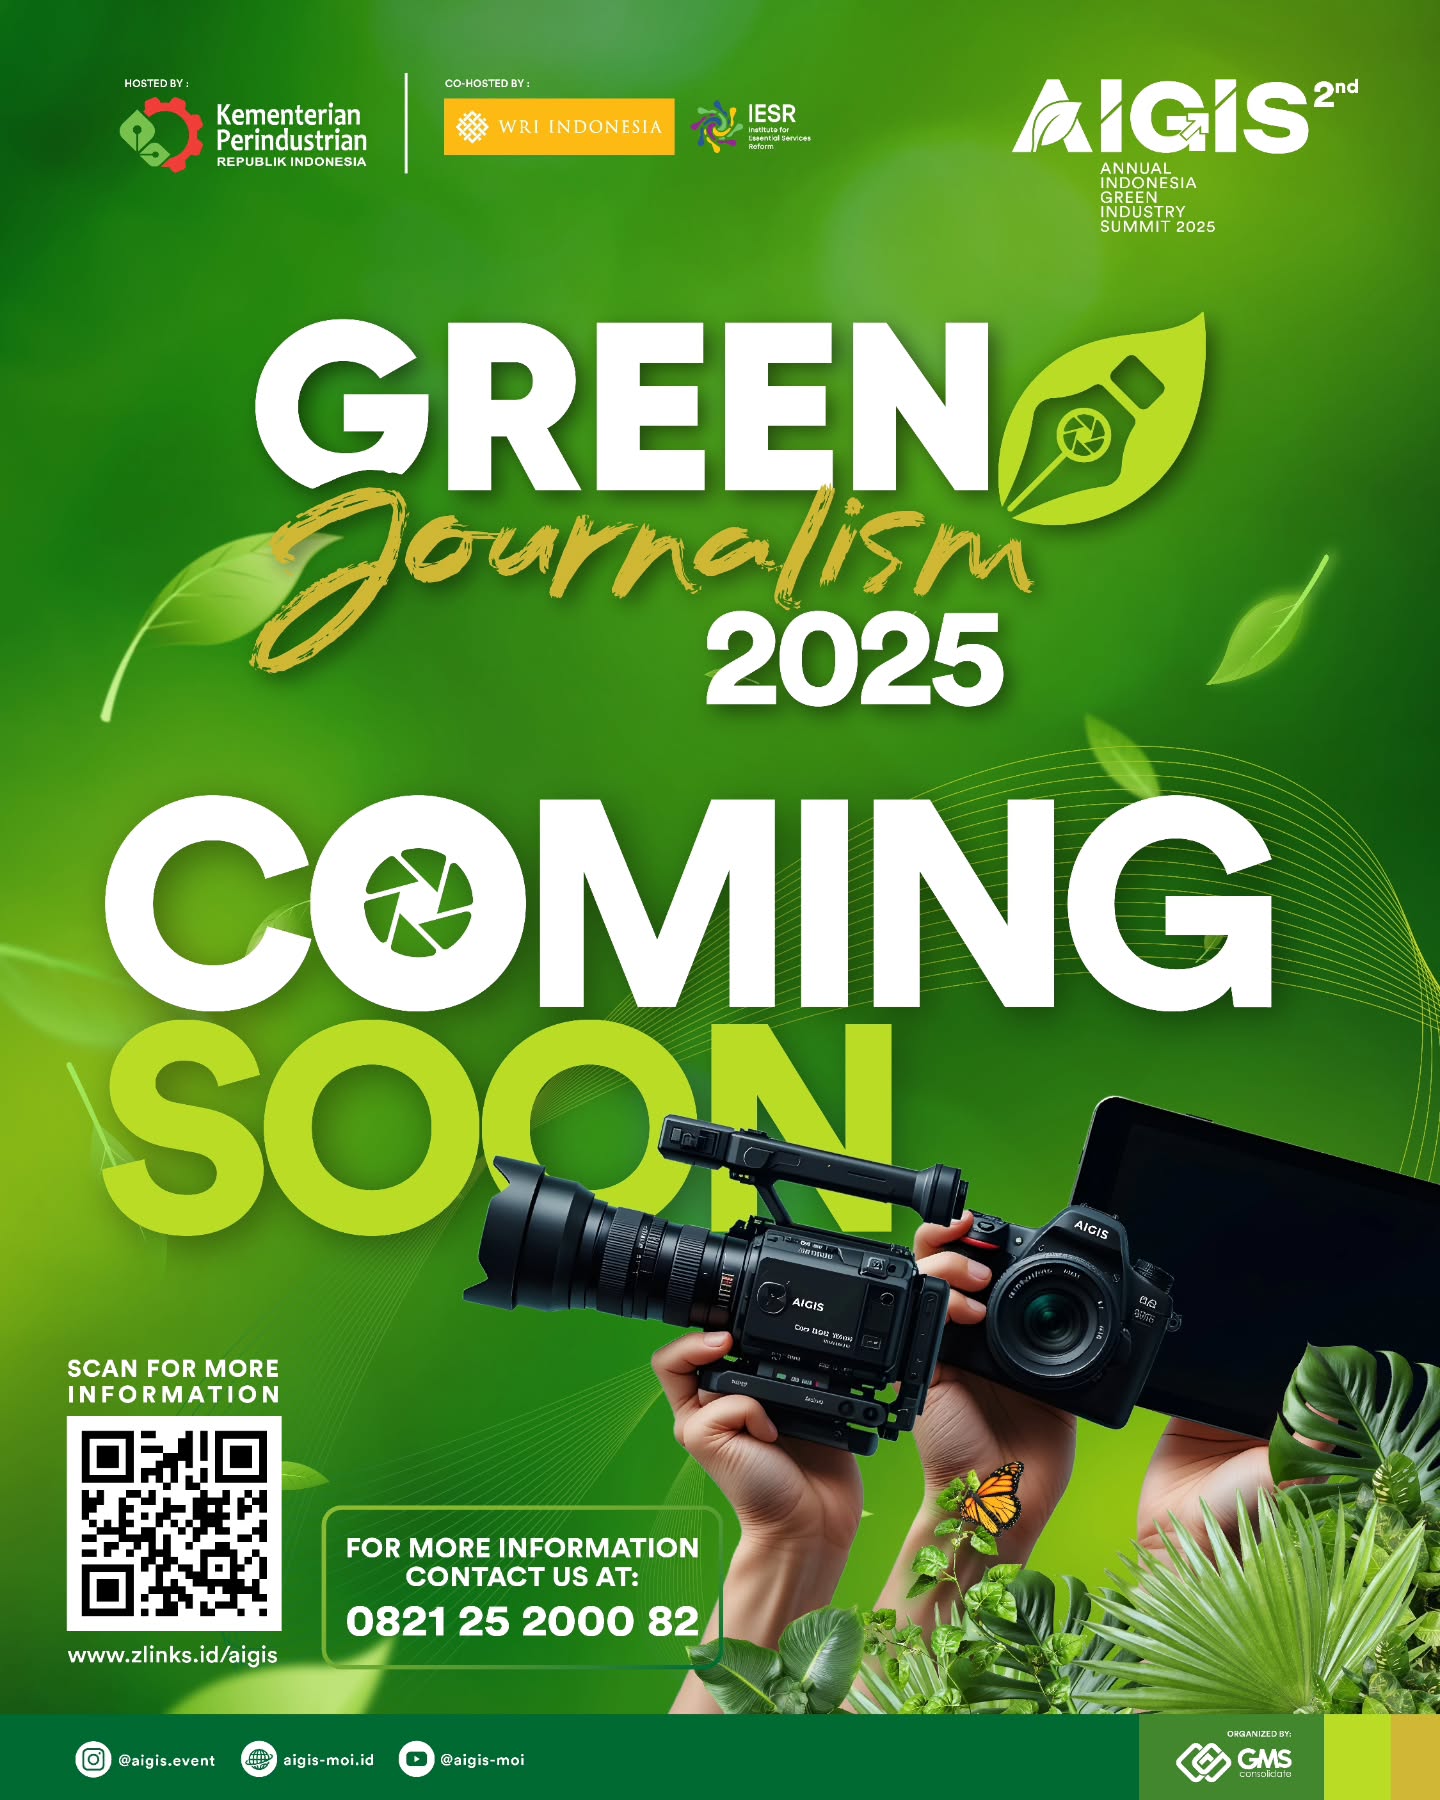 HOSTED BY :
Kementerian
Perindustrian
REPUBLIK INDONESIA
CO-HOSTED BY :
WRI INDONESIA
IESR
Institute for
Essential Services
Reform
AIGIS 2nd
ANNUAL
INDONESIA
GREEN
INDUSTRY
SUMMIT 2025
GREEN
Journalism
2025
COMING
SOON
AIGIS
AIGIS
SCAN FOR MORE
INFORMATION
www.zlinks.id/aigis
FOR MORE INFORMATION
CONTACT US AT:
0821 25 2000 82
@aigis.event
aigis-moi.id
@aigis-moi
ORGANIZED BY:
GMS
consolidate